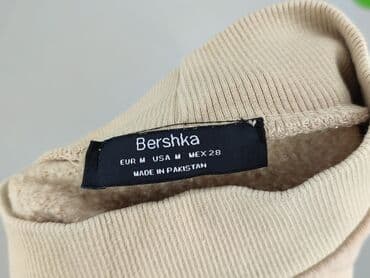 Bershka
EUR M USA M MEX 28
MADE IN PAKISTAN